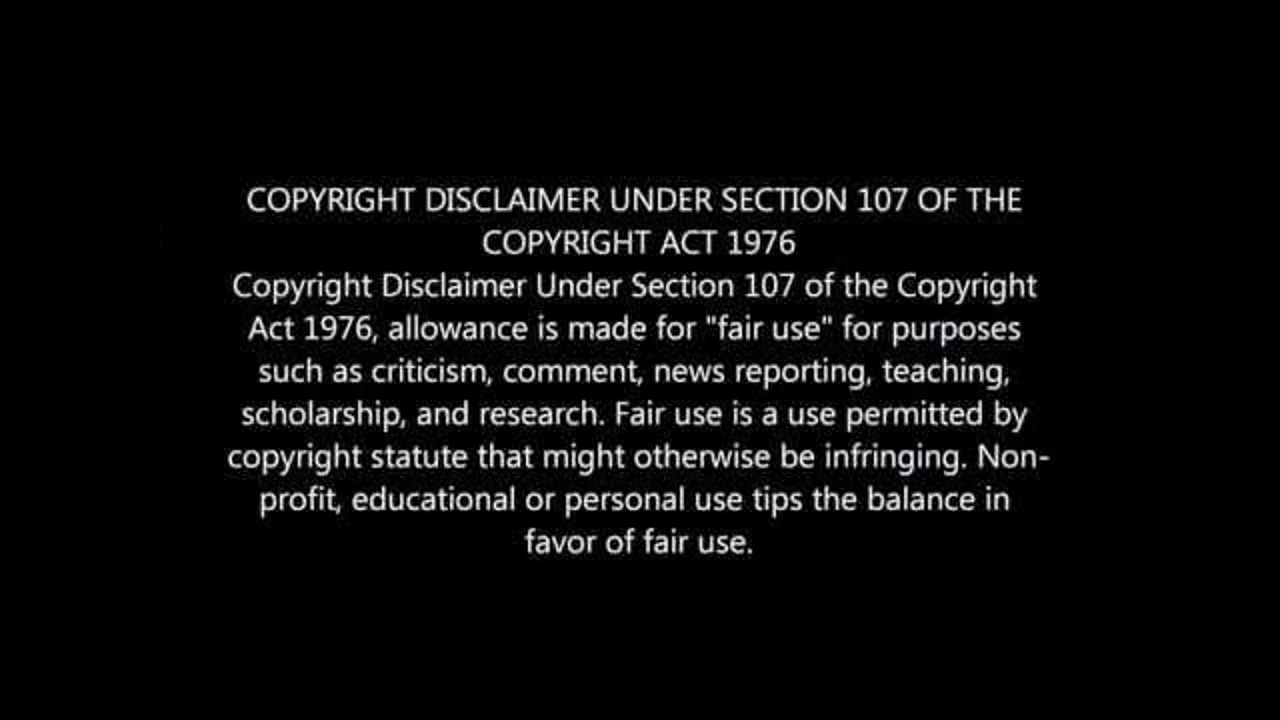 COPYRIGHT DISCLAIMER UNDER SECTION 107 OF THE
COPYRIGHT ACT 1976
Copyright Disclaimer Under Section 107 of the Copyright
Act 1976, allowance is made for "fair use" for purposes
such as criticism, comment, news reporting, teaching,
scholarship, and research. Fair use is a use permitted by
copyright statute that might otherwise be infringing. Non-
profit, educational or personal use tips the balance in
favor of fair use.